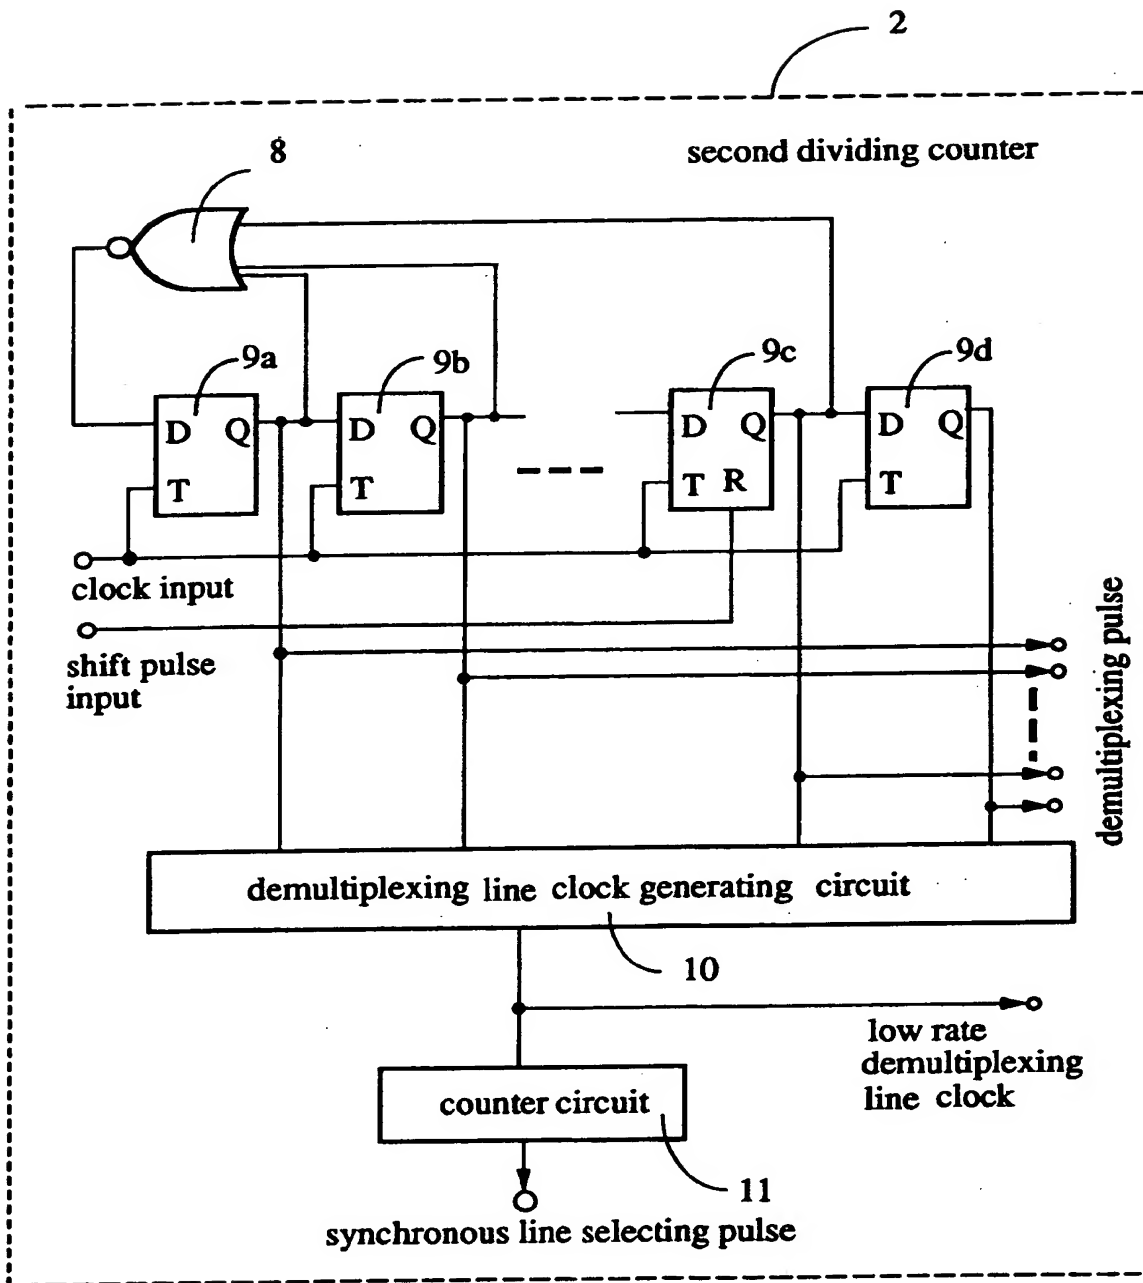 2
second dividing counter
8
9a
9b
9c
9d
D Q
T
D Q
T
D Q
T R
D Q
T
clock input
shift pulse
input
demultiplexing pulse
demultiplexing line clock generating circuit
10
low rate
demultiplexing
line clock
counter circuit
11
synchronous line selecting pulse